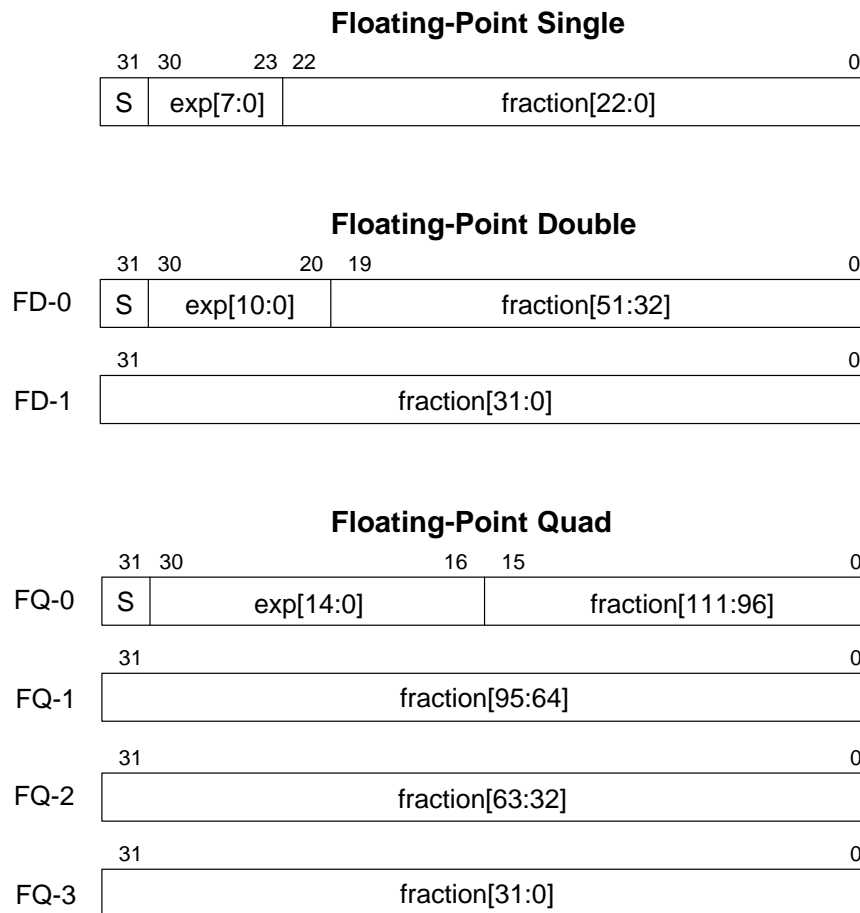 Floating-Point Single
31 30 23 22 0
S exp[7:0] fraction[22:0]
Floating-Point Double
31 30 20 19 0
FD-0 S exp[10:0] fraction[51:32]
31 0
FD-1 fraction[31:0]
Floating-Point Quad
31 30 16 15 0
FQ-0 S exp[14:0] fraction[111:96]
31 0
FQ-1 fraction[95:64]
31 0
FQ-2 fraction[63:32]
31 0
FQ-3 fraction[31:0]